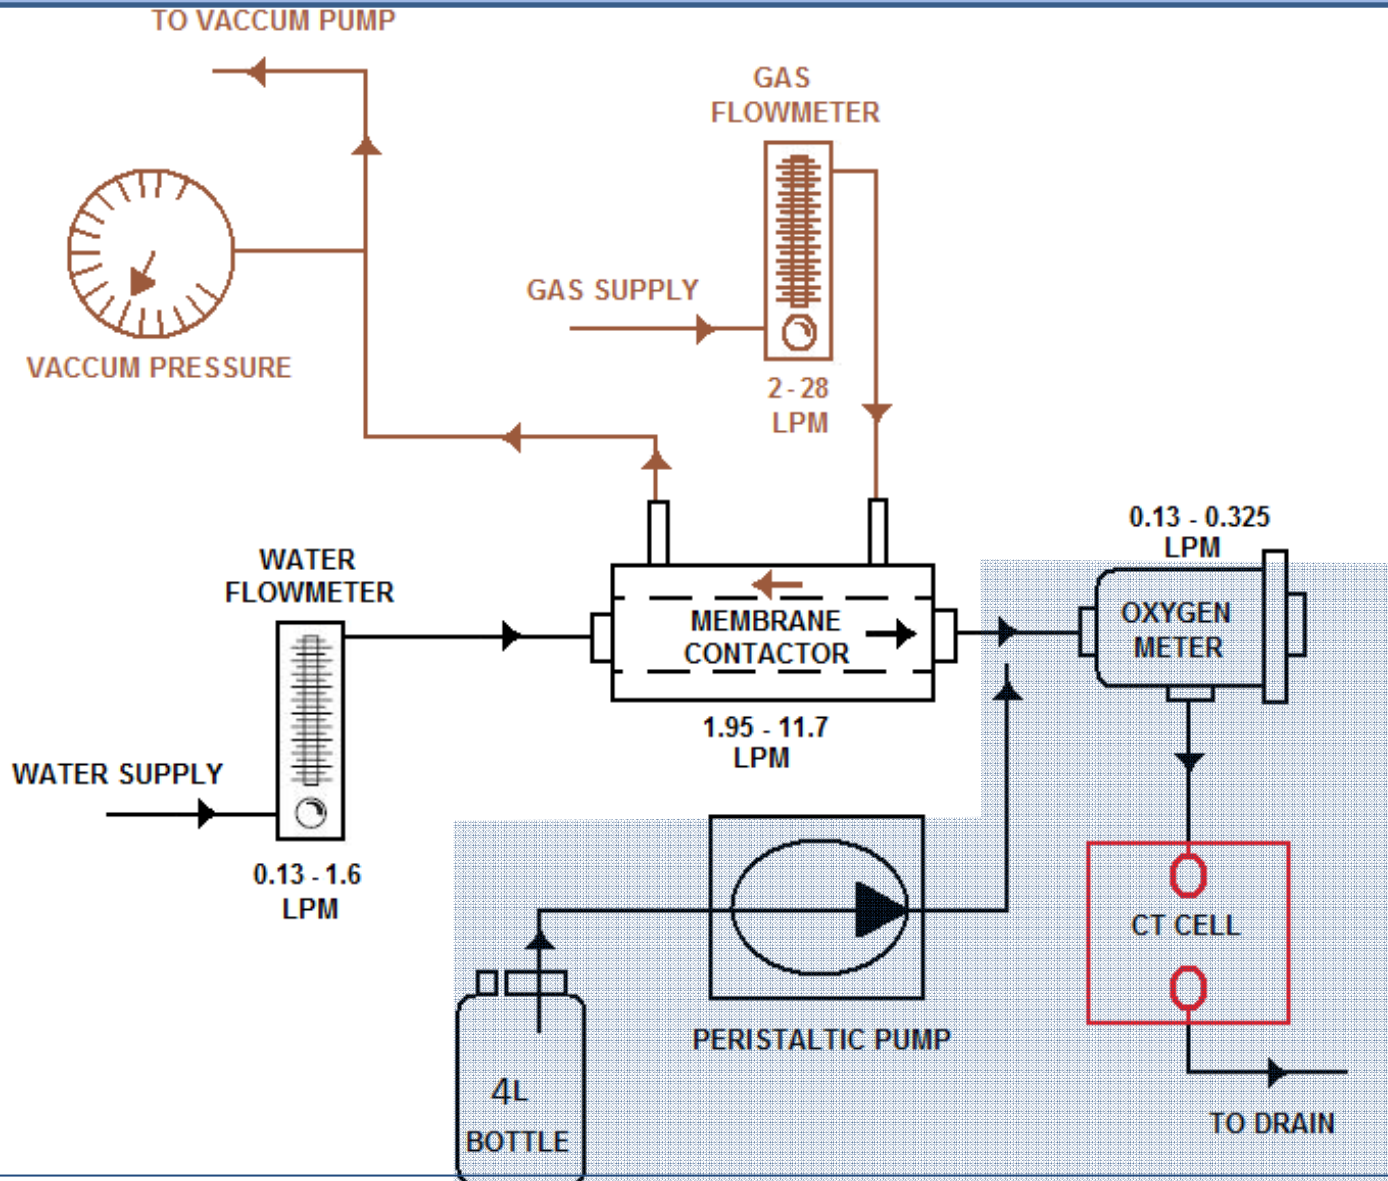 TO VACCUM PUMP
GAS
FLOWMETER
GAS SUPPLY
VACCUM PRESSURE
2 - 28
LPM
0.13 - 0.325
LPM
WATER
FLOWMETER
MEMBRANE
CONTACTOR
OXYGEN
METER
1.95 - 11.7
LPM
WATER SUPPLY
0.13 - 1.6
LPM
CT CELL
PERISTALTIC PUMP
4L
BOTTLE
TO DRAIN